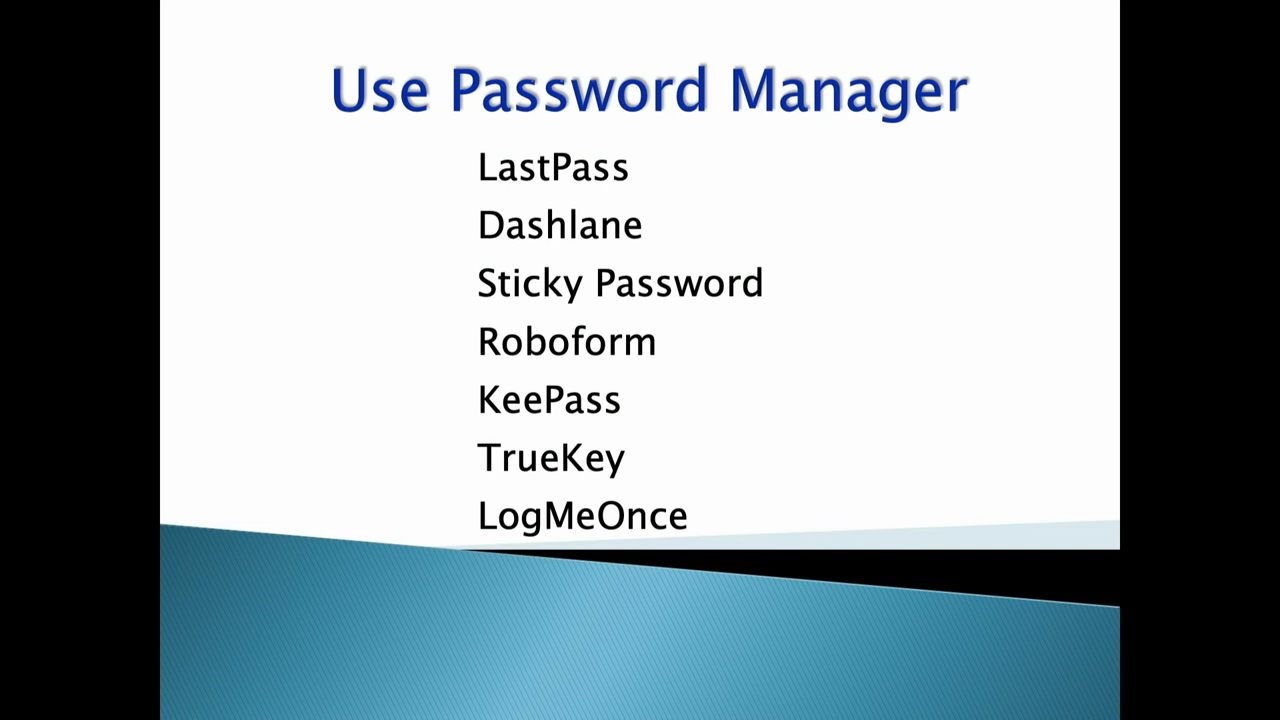 Use Password Manager
LastPass
Dashlane
Sticky Password
Roboform
KeePass
TrueKey
LogMeOnce